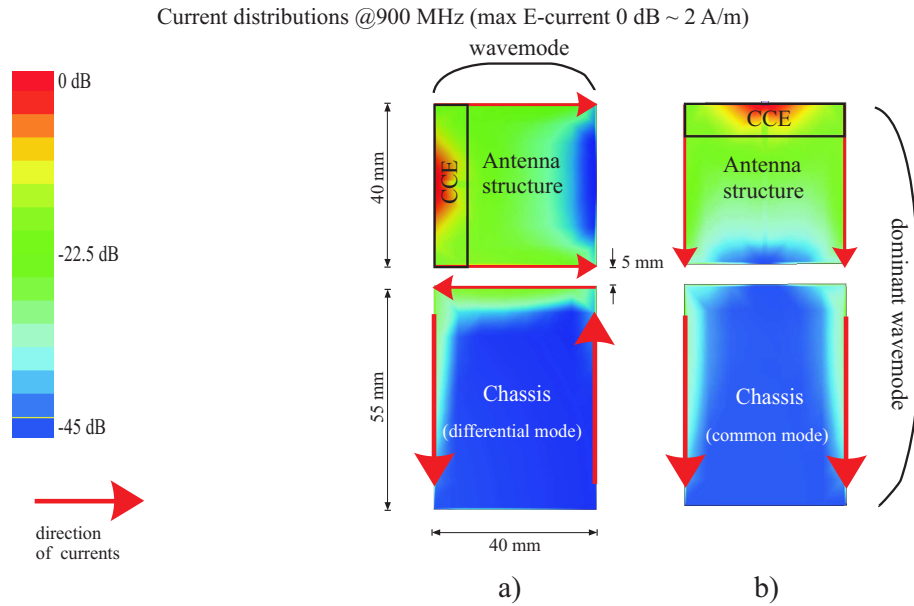 Current distributions @900 MHz (max E-current 0 dB ~ 2 A/m)
wavemode
0 dB
-22.5 dB
-45 dB
direction
of currents
40 mm
CCE
Antenna
structure
5 mm
55 mm
Chassis
(differential mode)
40 mm
a)
CCE
Antenna
structure
Chassis
(common mode)
dominant wavemode
b)